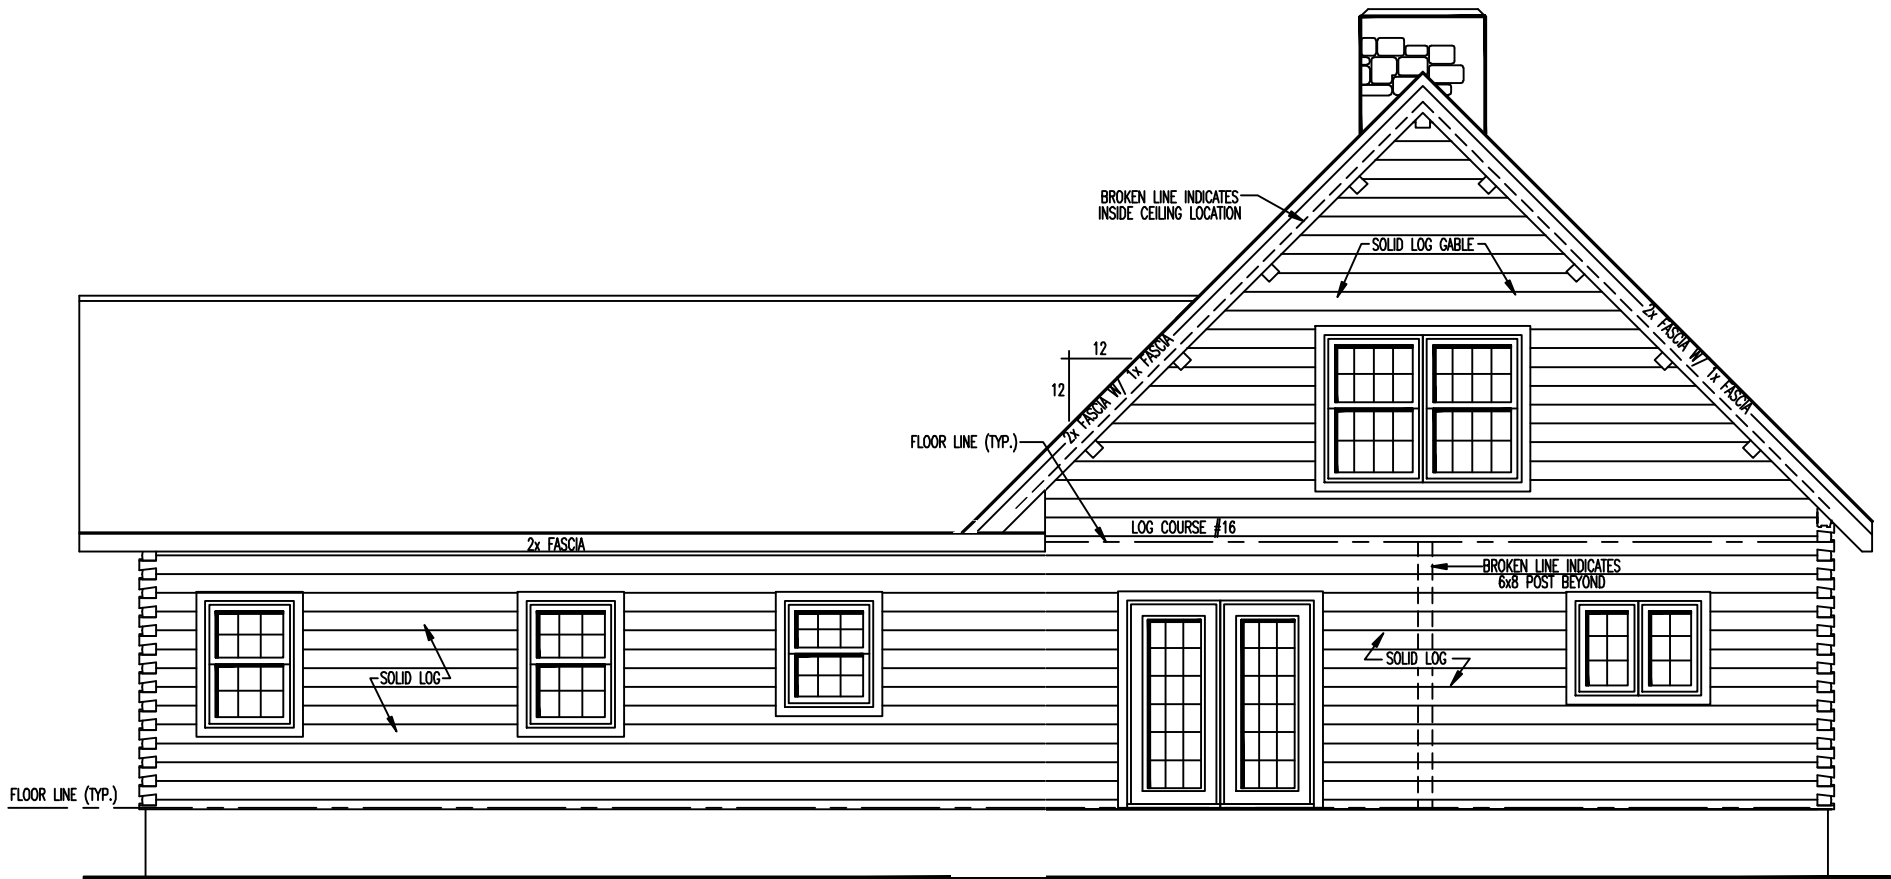 BROKEN LINE INDICATES
INSIDE CEILING LOCATION
SOLID LOG GABLE
12
12
2x FASCIA W/ 1x FASCIA
2x FASCIA W/ 1x FASCIA
FLOOR LINE (TYP.)
LOG COURSE #16
2x FASCIA
BROKEN LINE INDICATES
6x8 POST BEYOND
SOLID LOG
SOLID LOG
FLOOR LINE (TYP.)